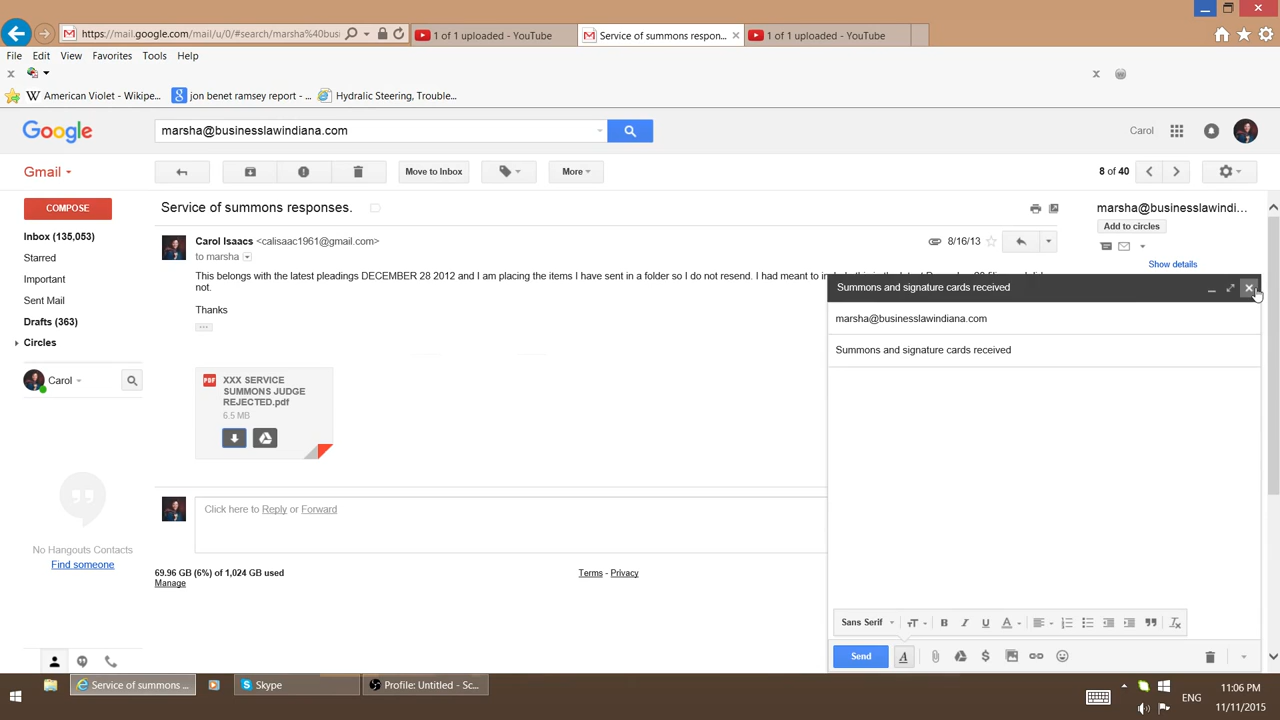 https://mail.google.com/mail/u/0/#search/marsha%40busi
1 of 1 uploaded - YouTube
Service of summons respon...
1 of 1 uploaded - YouTube
File Edit View Favorites Tools Help
x
x
W American Violet - Wikipe...
jon benet ramsey report - ...
Hydralic Steering, Trouble...
Google
marsha@businesslawindiana.com
Carol
Gmail
Move to Inbox
More
8 of 40
COMPOSE
Service of summons responses.
marsha@businesslawindi...
Add to circles
Show details
Inbox (135,053)
Starred
Important
Sent Mail
Drafts (363)
Circles
Carol
Carol Isaacs <calisaac1961@gmail.com>
8/16/13
to marsha
This belongs with the latest pleadings DECEMBER 28 2012 and I am placing the items I have sent in a folder so I do not resend. I had meant to
not.
Thanks
...
PDF
XXX SERVICE
SUMMONS JUDGE
REJECTED.pdf
6.5 MB
Click here to Reply or Forward
69.96 GB (6%) of 1,024 GB used
Manage
Terms - Privacy
No Hangouts Contacts
Find someone
Summons and signature cards received
marsha@businesslawindiana.com
Summons and signature cards received
Sans Serif
B I U A
Send
A
$
Service of summons ...
S Skype
Profile: Untitled - Sc...
ENG
11:06 PM
11/11/2015